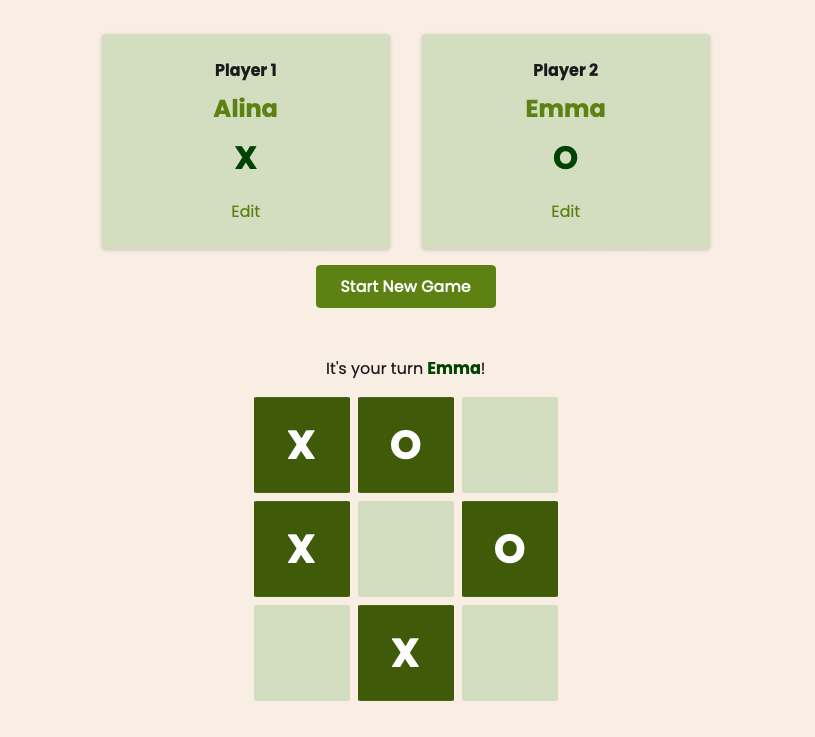 Player 1
Alina
X
Edit
Player 2
Emma
O
Edit
Start New Game
It's your turn Emma!
X O
X O
X